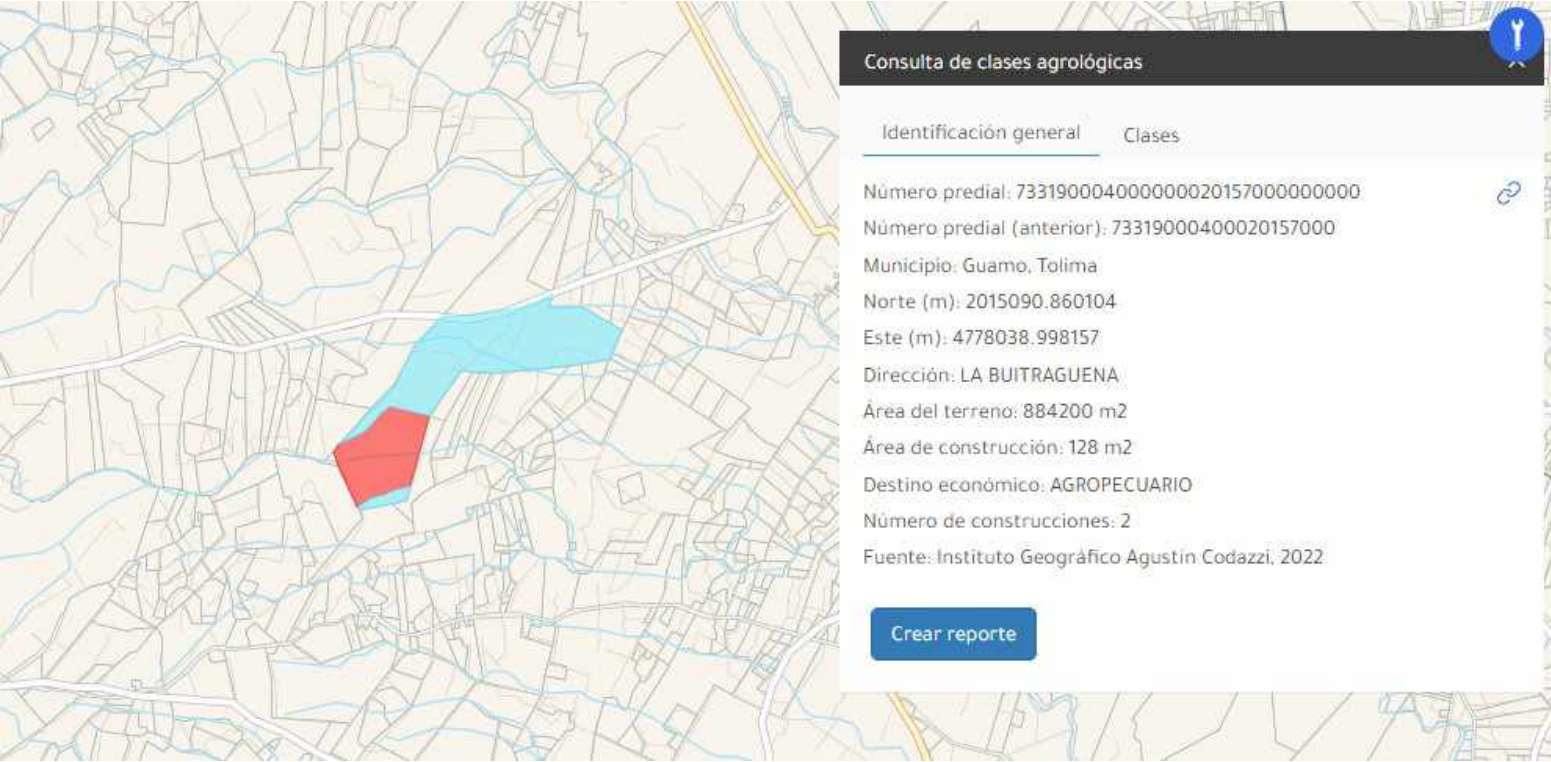 Consulta de clases agrológicas
Identificación general
Clases
Número predial: 733190004000000020157000000000
Número predial (anterior): 73319000400020157000
Municipio: Guamo, Tolima
Norte (m): 2015090.860104
Este (m): 4778038.998157
Dirección: LA BUITRAGUENA
Área del terreno: 884200 m2
Área de construcción: 128 m2
Destino económico: AGROPECUARIO
Número de construcciones: 2
Fuente: Instituto Geográfico Agustín Codazzi, 2022
Crear reporte